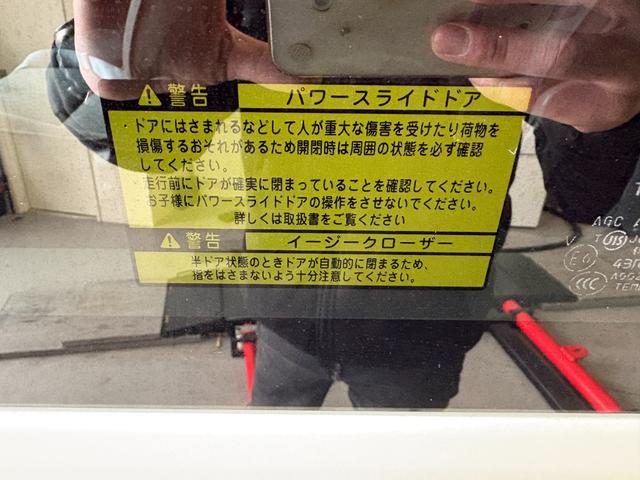 警告 パワースライドドア
・ドアにはさまれるなどして人が重大な傷害を受けたり荷物を
損傷するおそれがあるため開閉時は周囲の状態を必ず確認
してください。
・走行前にドアが確実に閉まっていることを確認してください。
・お子様にパワースライドドアの操作をさせないでください。
詳しくは取扱書をご覧ください
警告 イージークローザー
半ドア状態のときドアが自動的に閉まるため、
指をはさまないよう十分注意してください。
AGC